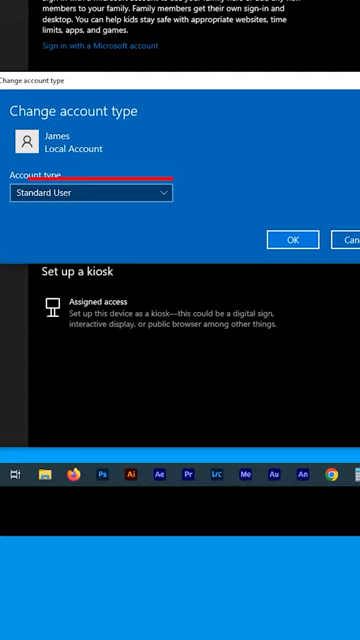 members to your family. Family members get their own sign-in and
desktop. You can help kids stay safe with appropriate websites, time
limits, apps, and games.
Sign in with a Microsoft account
Change account type
Change account type
James
Local Account
Account type
Standard User
OK
Set up a kiosk
Assigned access
Set up this device as a kiosk—this could be a digital sign,
interactive display, or public browser among other things.
Ps Ai Ae Pr Lrc Me Au An